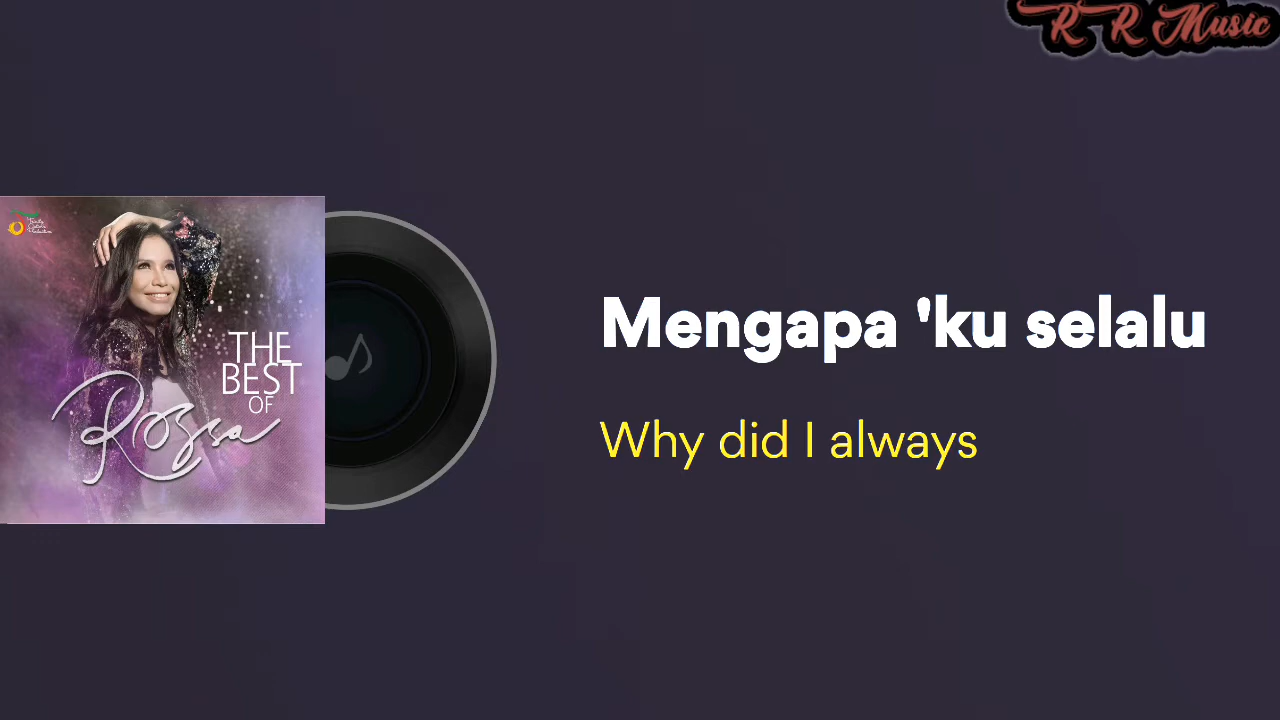 R R Music
THE
BEST
OF
Rossa
Mengapa 'ku selalu
Why did I always